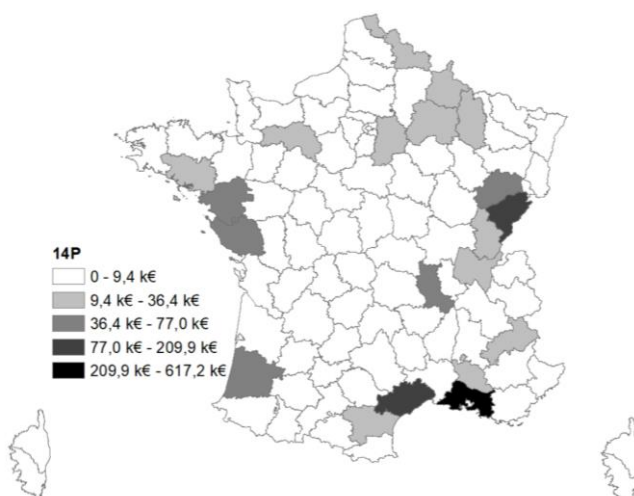 14P
0 - 9,4 k€
9,4 k€ - 36,4 k€
36,4 k€ - 77,0 k€
77,0 k€ - 209,9 k€
209,9 k€ - 617,2 k€